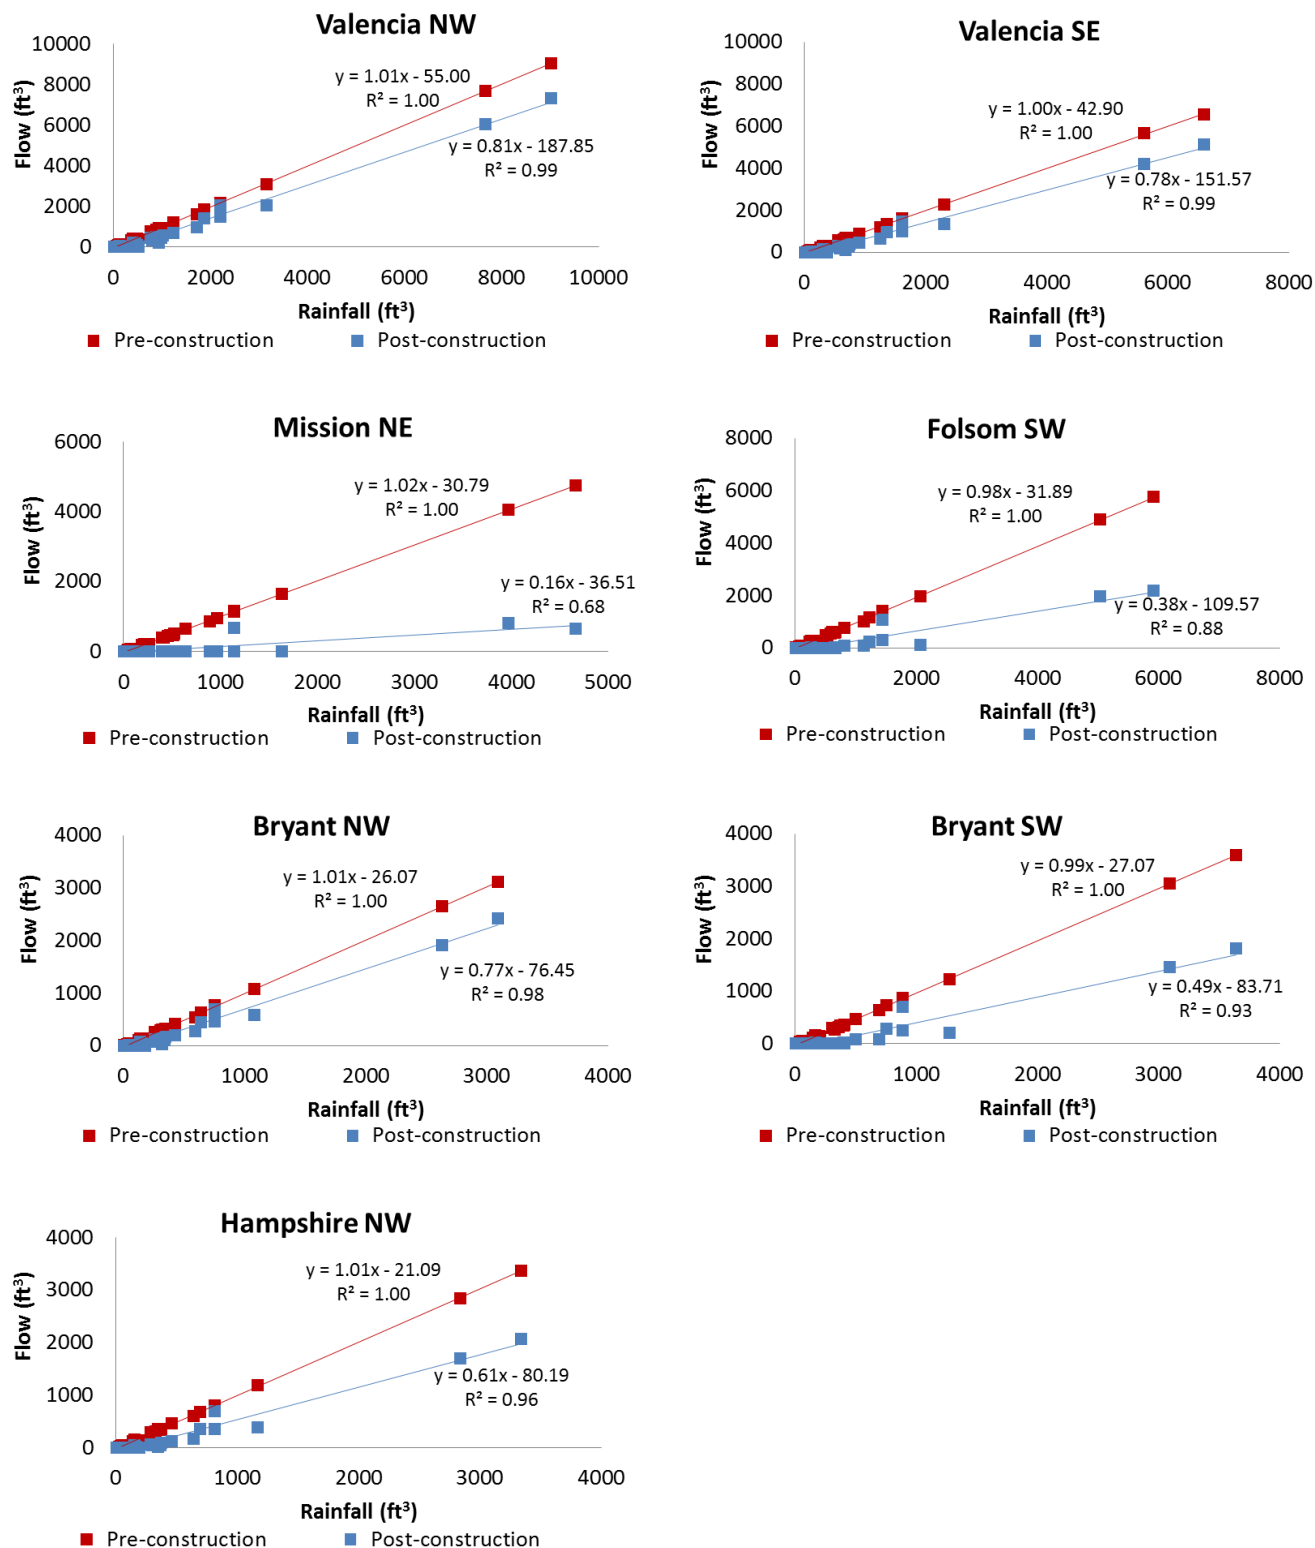 Valencia NW
10000
8000
6000
4000
2000
0
Flow (ft³)
y = 1.01x - 55.00
R² = 1.00
y = 0.81x - 187.85
R² = 0.99
0 2000 4000 6000 8000 10000
Rainfall (ft³)
Pre-construction Post-construction
Valencia SE
10000
8000
6000
4000
2000
0
Flow (ft³)
y = 1.00x - 42.90
R² = 1.00
y = 0.78x - 151.57
R² = 0.99
0 2000 4000 6000 8000
Rainfall (ft³)
Pre-construction Post-construction
Mission NE
6000
4000
2000
0
Flow (ft³)
y = 1.02x - 30.79
R² = 1.00
y = 0.16x - 36.51
R² = 0.68
0 1000 2000 3000 4000 5000
Rainfall (ft³)
Pre-construction Post-construction
Folsom SW
8000
6000
4000
2000
0
Flow (ft³)
y = 0.98x - 31.89
R² = 1.00
y = 0.38x - 109.57
R² = 0.88
0 2000 4000 6000 8000
Rainfall (ft³)
Pre-construction Post-construction
Bryant NW
4000
3000
2000
1000
0
Flow (ft³)
y = 1.01x - 26.07
R² = 1.00
y = 0.77x - 76.45
R² = 0.98
0 1000 2000 3000 4000
Rainfall (ft³)
Pre-construction Post-construction
Bryant SW
4000
3000
2000
1000
0
Flow (ft³)
y = 0.99x - 27.07
R² = 1.00
y = 0.49x - 83.71
R² = 0.93
0 1000 2000 3000 4000
Rainfall (ft³)
Pre-construction Post-construction
Hampshire NW
4000
3000
2000
1000
0
Flow (ft³)
y = 1.01x - 21.09
R² = 1.00
y = 0.61x - 80.19
R² = 0.96
0 1000 2000 3000 4000
Rainfall (ft³)
Pre-construction Post-construction